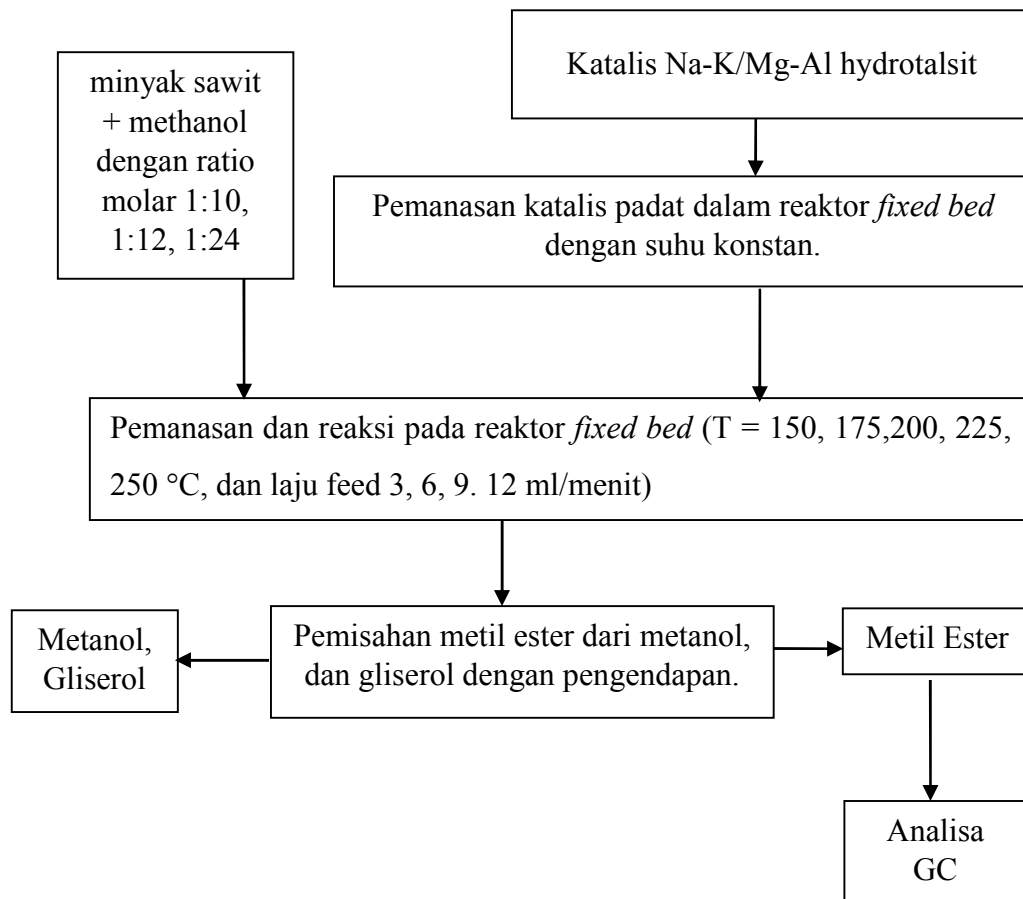 minyak sawit
+ methanol
dengan ratio
molar 1:10,
1:12, 1:24
Katalis Na-K/Mg-Al hydrotalsit
Pemanasan katalis padat dalam reaktor fixed bed
dengan suhu konstan.
Pemanasan dan reaksi pada reaktor fixed bed (T = 150, 175,200, 225,
250 °C, dan laju feed 3, 6, 9. 12 ml/menit)
Metanol,
Gliserol
Pemisahan metil ester dari metanol,
dan gliserol dengan pengendapan.
Metil Ester
Analisa
GC